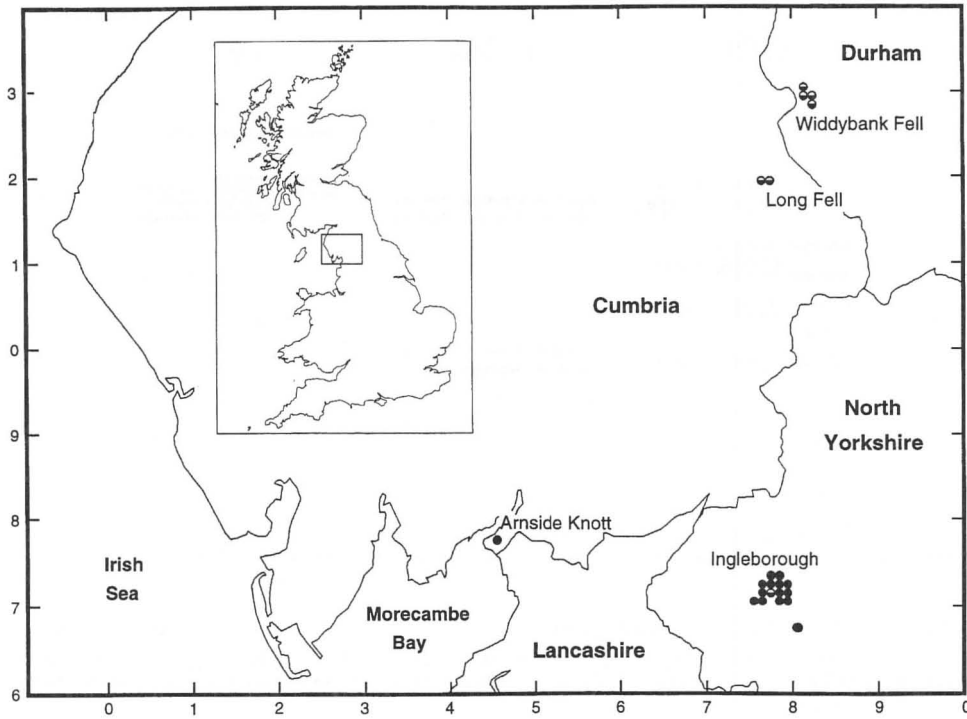 Durham
3
Widdybank Fell
2
Long Fell
1
Cumbria
0
North
Yorkshire
9
8
Arnside Knott
Ingleborough
Irish
Sea
7
Morecambe
Bay
Lancashire
6
0 1 2 3 4 5 6 7 8 9 0